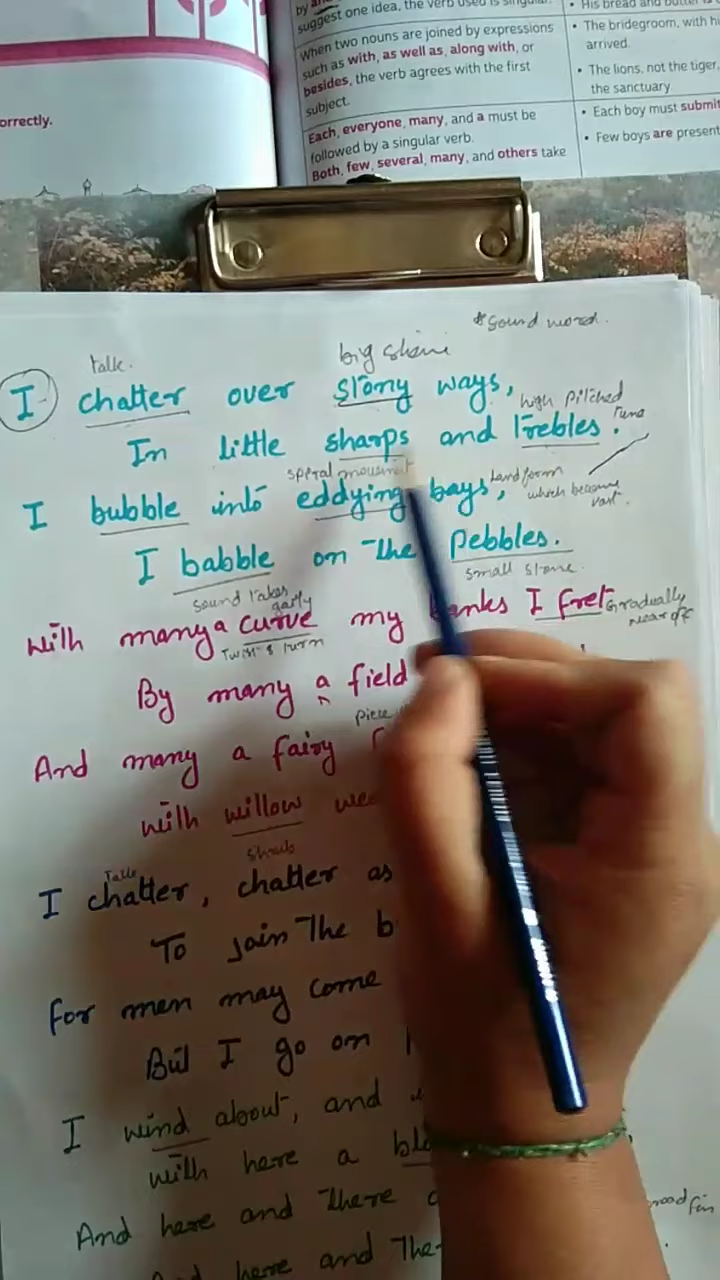 by and
suggest one idea, the verb used is singular.
• His bread and butter is
When two nouns are joined by expressions
such as with, as well as, along with, or
besides, the verb agrees with the first
subject.
• The bridegroom, with h
arrived.
• The lions, not the tiger,
the sanctuary
Each, everyone, many, and a must be
followed by a singular verb.
• Each boy must submit
Both, few, several, many, and others take
• Few boys are present
orrectly.
* Sound word.
talk. big stone
I chatter over stony ways,
high pitched
tune
In little sharps and trebles.
spiral
land form
which become
I bubble into eddying bays,
I babble on the pebbles.
sound takes
small stone
With many a curve my banks I fret
Twist & turn
Gradually
By many a field
piece
And many a fairy f
With willow wee
Shrub
Talk
I chatter, chatter as
To join the b
For men may come
But I go on
I wind about, and
with here a blo
And here and there a
And here and the